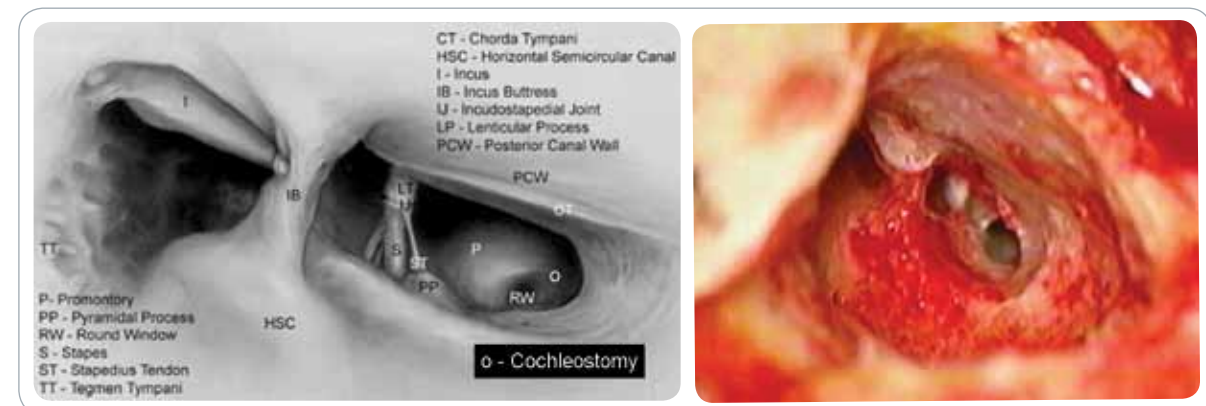 CT - Chorda Tympani
HSC - Horizontal Semicircular Canal
I - Incus
IB - Incus Buttress
IJ - Incudostapedial Joint
LP - Lenticular Process
PCW - Posterior Canal Wall
I
PCW
IB
LT
TT
S
ST
PP
P
O
RW
HSC
P- Promontory
PP - Pyramidal Process
RW - Round Window
S - Stapes
ST - Stapedius Tendon
TT - Tegmen Tympani
o - Cochleostomy